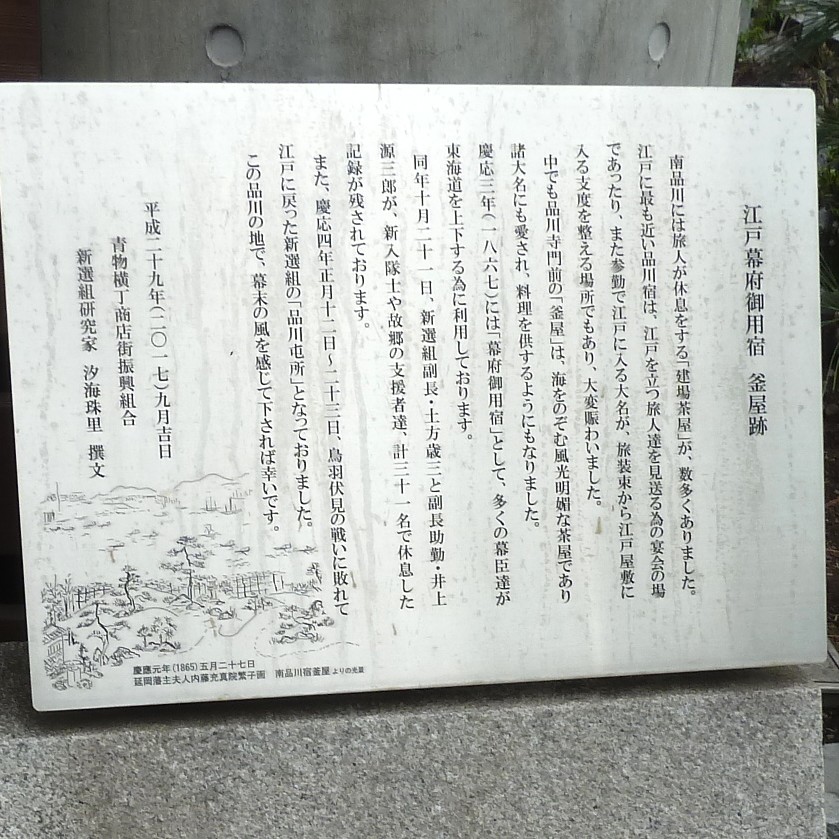 江戸幕府御用宿 釜屋跡
南品川には旅人が休息をする「建場茶屋」が、数多くありました。
江戸に最も近い品川宿は、江戸を立つ旅人達を見送る為の宴会の場
であったり、また参勤で江戸に入る大名が、旅装束から江戸屋敷に
入る支度を整える場所でもあり、大変賑わいました。
中でも品川寺門前の「釜屋」は、海をのぞむ風光明媚な茶屋であり
諸大名にも愛され、料理を供するようにもなりました。
慶応三年(一八六七)には「幕府御用宿」として、多くの幕臣達が
東海道を上下する為に利用しております。
同年十月二十一日、新選組副長・土方歳三と副長助勤・井上
源三郎が、新入隊士や故郷の支援者達、計三十一名で休息した
記録が残されております。
また、慶応四年正月十二日～二十三日、鳥羽伏見の戦いに敗れて
江戸に戻った新選組の「品川屯所」となっておりました。
この品川の地で、幕末の風を感じて下されば幸いです。
平成二十九年(二〇一七)九月吉日
青物横丁商店街振興組合
新選組研究家 汐海珠里 撰文
慶應元年(1865)五月二十七日
延岡藩主夫人内藤充真院繁子画 南品川宿釜屋よりの光景